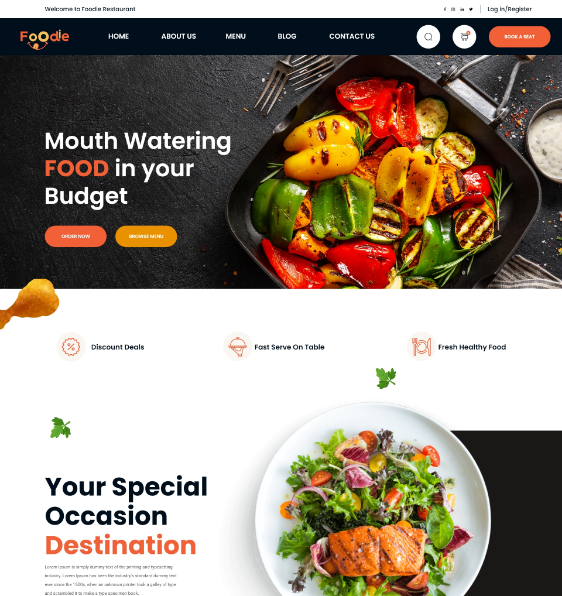 Welcome to Foodie Restaurant
Log in/Register
Foodie
HOME
ABOUT US
MENU
BLOG
CONTACT US
BOOK A SEAT
Mouth Watering
FOOD in your
Budget
ORDER NOW
BROWSE MENU
Discount Deals
Fast Serve On Table
Fresh Healthy Food
Your Special
Occasion
Destination
Lorem Ipsum is simply dummy text of the printing and typesetting
industry. Lorem Ipsum has been the industry's standard dummy text
ever since the 1500s, when an unknown printer took a galley of type
and scrambled it to make a type specimen book.